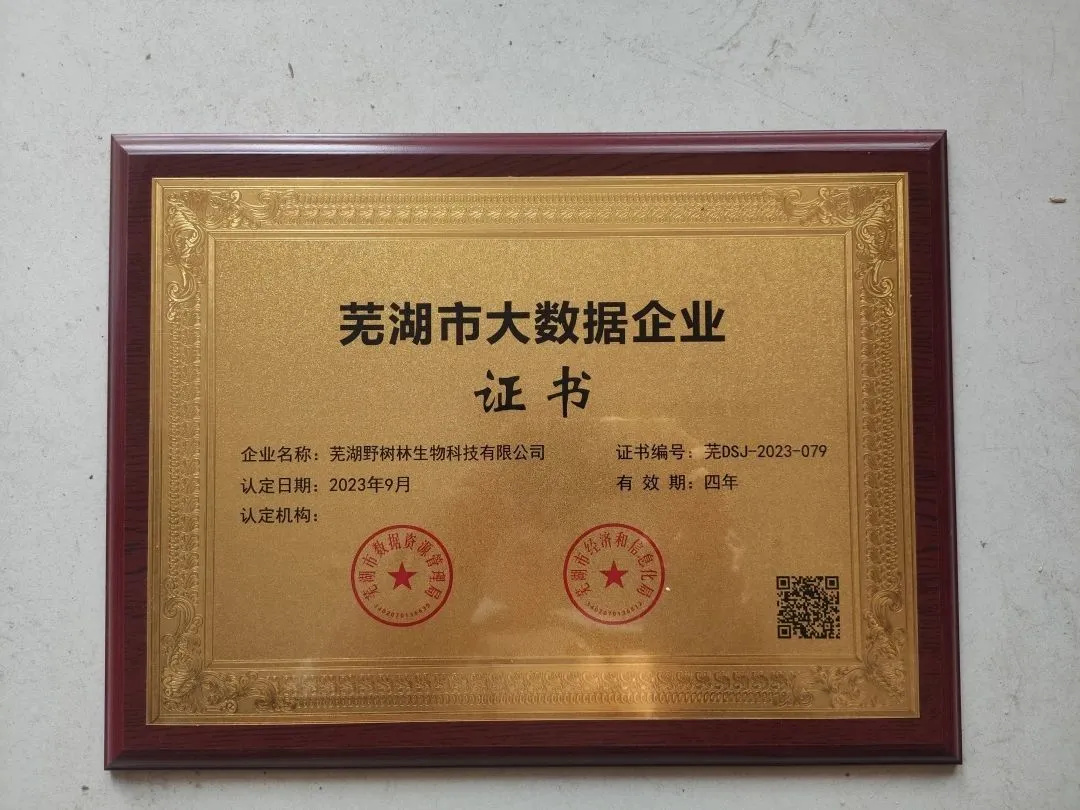 芜湖市大数据企业
证书
企业名称：芜湖野树林生物科技有限公司
证书编号：芜DSJ-2023-079
认定日期：2023年9月
有效期：四年
认定机构：
芜湖市数据资源管理局
芜湖市经济和信息化局